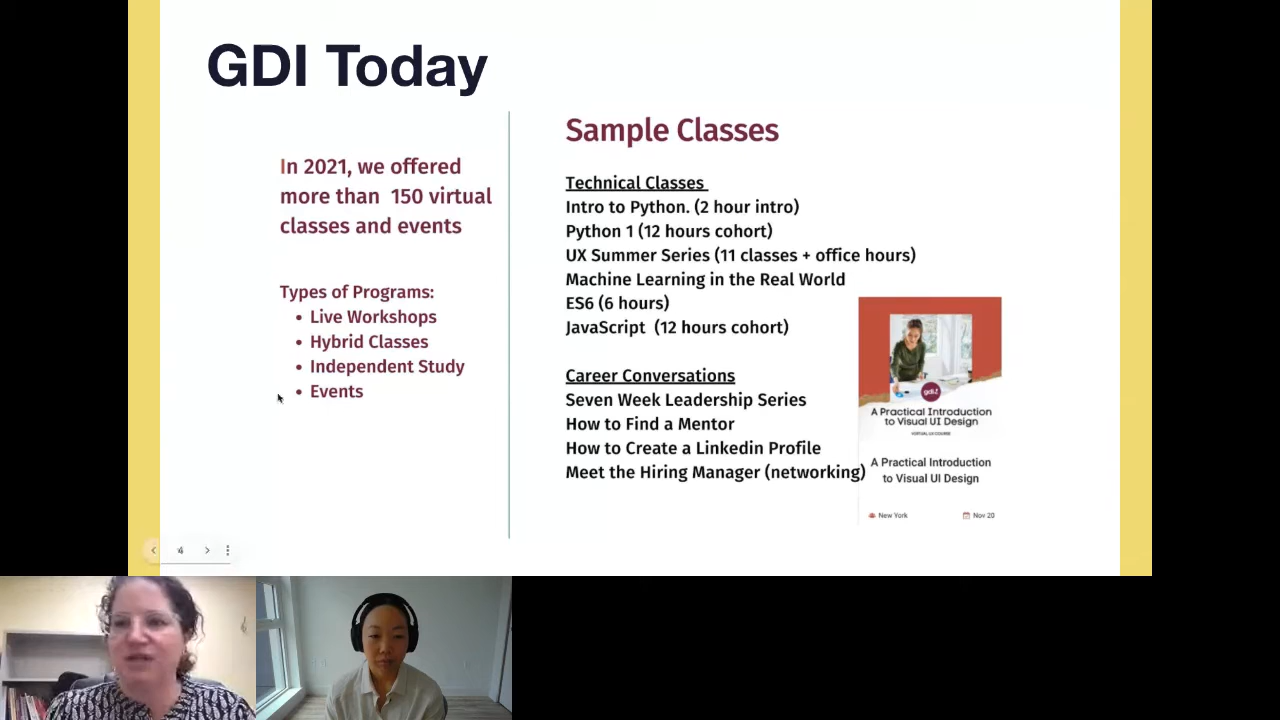 GDI Today
In 2021, we offered
more than 150 virtual
classes and events
Types of Programs:
• Live Workshops
• Hybrid Classes
• Independent Study
• Events
Sample Classes
Technical Classes
Intro to Python. (2 hour intro)
Python 1 (12 hours cohort)
UX Summer Series (11 classes + office hours)
Machine Learning in the Real World
ES6 (6 hours)
JavaScript (12 hours cohort)
Career Conversations
Seven Week Leadership Series
How to Find a Mentor
How to Create a Linkedin Profile
Meet the Hiring Manager (networking)
gdi
A Practical Introduction
to Visual UI Design
VIRTUAL UX COURSE
A Practical Introduction
to Visual UI Design
New York
Nov 20
4